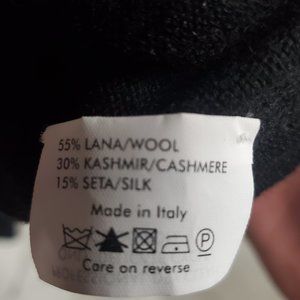 55% LANA/WOOL
30% KASHMIR/CASHMERE
15% SETA/SILK
Made in Italy
P
Care on reverse